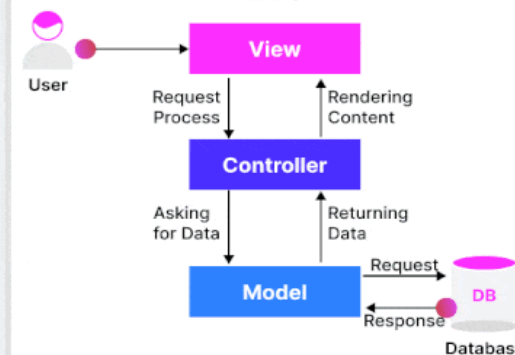 View
User
Request
Process
Rendering
Content
Controller
Asking
for Data
Returning
Data
Request
Model
DB
Response
Databas